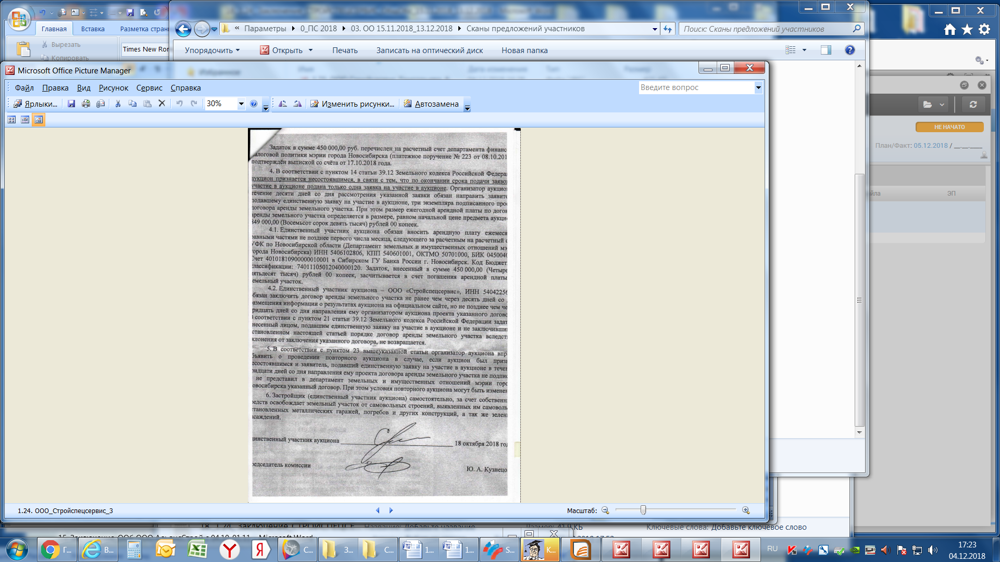 Главная Вставка Разметка стран
Вырезать
Копировать
Times New Ror
« Параметры 0_ПС 2018 03. ОО 15.11.2018_13.12.2018 Сканы предложений участников
Поиск: Сканы предложений участников
Упорядочить Открыть Печать Записать на оптический диск Новая папка
Избранное
Имя Дата изменения Тип Размер
Microsoft Office Picture Manager
Файл Правка Вид Рисунок Сервис Справка
Введите вопрос
Ярлыки... 30% Изменить рисунки... Автозамена
Задаток в сумме 450 000,00 руб. перечислен на расчетный счет департамента финанс
налоговой политики мэрии города Новосибирска (платежное поручение № 223 от 08.10.201
подтверждён выпиской со счёта от 17.10.2018 года.
4. В соответствии с пунктом 14 статьи 39.12 Земельного кодекса Российской Федера
аукцион признается несостоявшимся, в связи с тем, что по окончании срока подачи заяво
участие в аукционе подана только одна заявка на участие в аукционе. Организатор аукцио
течение десяти дней со дня рассмотрения указанной заявки обязан направить заявите
подавшему единственную заявку на участие в аукционе, три экземпляра подписанного прое
договора аренды земельного участка. При этом размер ежегодной арендной платы по догов
аренды земельного участка определяется в размере, равном начальной цене предмета аукци
849 000,00 (Восемьсот сорок девять тысяч) рублей 00 копеек.
4.1. Единственный участник аукциона обязан вносить арендную плату ежемеся
равными частями не позднее первого числа месяца, следующего за расчетным на расчетный с
УФК по Новосибирской области (Департамент земельных и имущественных отношений мэ
города Новосибирска) ИНН 5406102806, КПП 540601001, ОКТМО 50701000, БИК 0450040
Счет 40101810900000010001 в Сибирском ГУ Банка России г. Новосибирск. Код Бюджет
классификации: 74011105012040000120. Задаток, внесенный в сумме 450 000,00 (Четыре
пятьдесят тысяч) рублей 00 копеек, засчитывается в счет погашения арендной платы
земельный участок.
4.2. Единственный участник аукциона – ООО «Стройспецсервис», ИНН 54042256
обязан заключить договор аренды земельного участка не ранее чем через десять дней со
размещения информации о результатах аукциона на официальном сайте, но не позднее чем че
тридцать дней со дня направления ему организатором аукциона проекта указанного догово
В соответствии с пунктом 21 статьи 39.12 Земельного кодекса Российской Федерации задат
внесенный лицом, подавшим единственную заявку на участие в аукционе и не заключивши
установленном настоящей статьей порядке договор аренды земельного участка вследст
уклонения от заключения указанного договора, не возвращается.
5. В соответствии с пунктом 23 вышеуказанной статьи организатор аукциона впр
объявить о проведении повторного аукциона в случае, если аукцион был призн
несостоявшимся и заявитель, подавший единственную заявку на участие в аукционе в течен
тридцати дней со дня направления ему проекта договора аренды земельного участка не подпис
не представил в департамент земельных и имущественных отношений мэрии горо
Новосибирска указанный договор. При этом условия повторного аукциона могут быть изменен
6. Застройщик (единственный участник аукциона) самостоятельно, за счет собственн
средств освобождает земельный участок от самовольных строений, выявленных им самоволь
установленных металлических гаражей, погребов и других конструкций, а так же зелен
насаждений.
единственный участник аукциона 18 октября 2018 год
редседатель комиссии Ю. А. Кузнецо
1.24. ООО_Стройспецсервис_3
Масштаб:
НЕ НАЧАТО
План/Факт: 05.12.2018 / __.__.____
йла ЭП
Ключевые слова: Добавьте ключевое слово
Г... В... С... З... С... 1... 1... S... К...
RU
17:23
04.12.2018